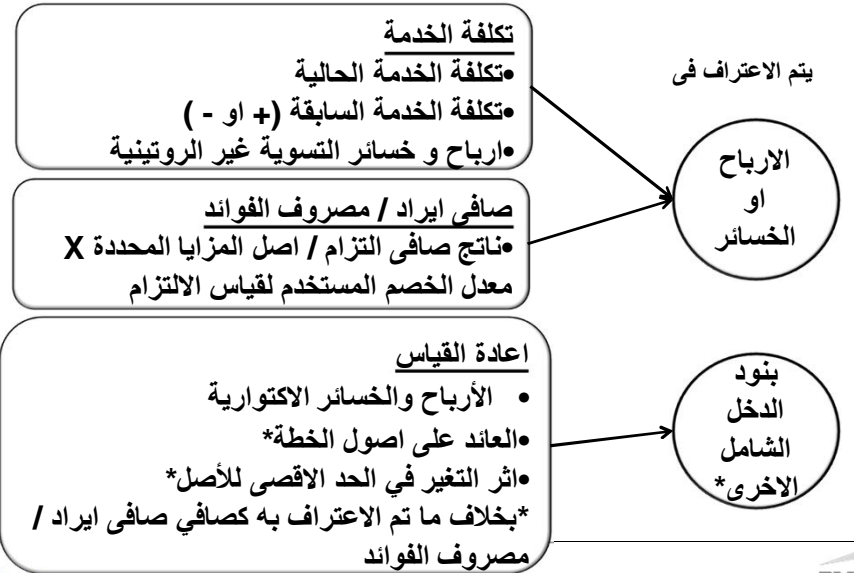 تكلفة الخدمة
•تكلفة الخدمة الحالية
•تكلفة الخدمة السابقة (+ او - )
•ارباح و خسائر التسوية غير الروتينية
يتم الاعتراف فى
الارباح
او
الخسائر
صافى ايراد / مصروف الفوائد
•ناتج صافى التزام / اصل المزايا المحددة X
معدل الخصم المستخدم لقياس الالتزام
اعادة القياس
• الأرباح والخسائر الاكتوارية
•العائد على اصول الخطة*
•اثر التغير في الحد الاقصى للأصل*
*بخلاف ما تم الاعتراف به كصافي صافى ايراد /
مصروف الفوائد
بنود
الدخل
الشامل
الاخرى*